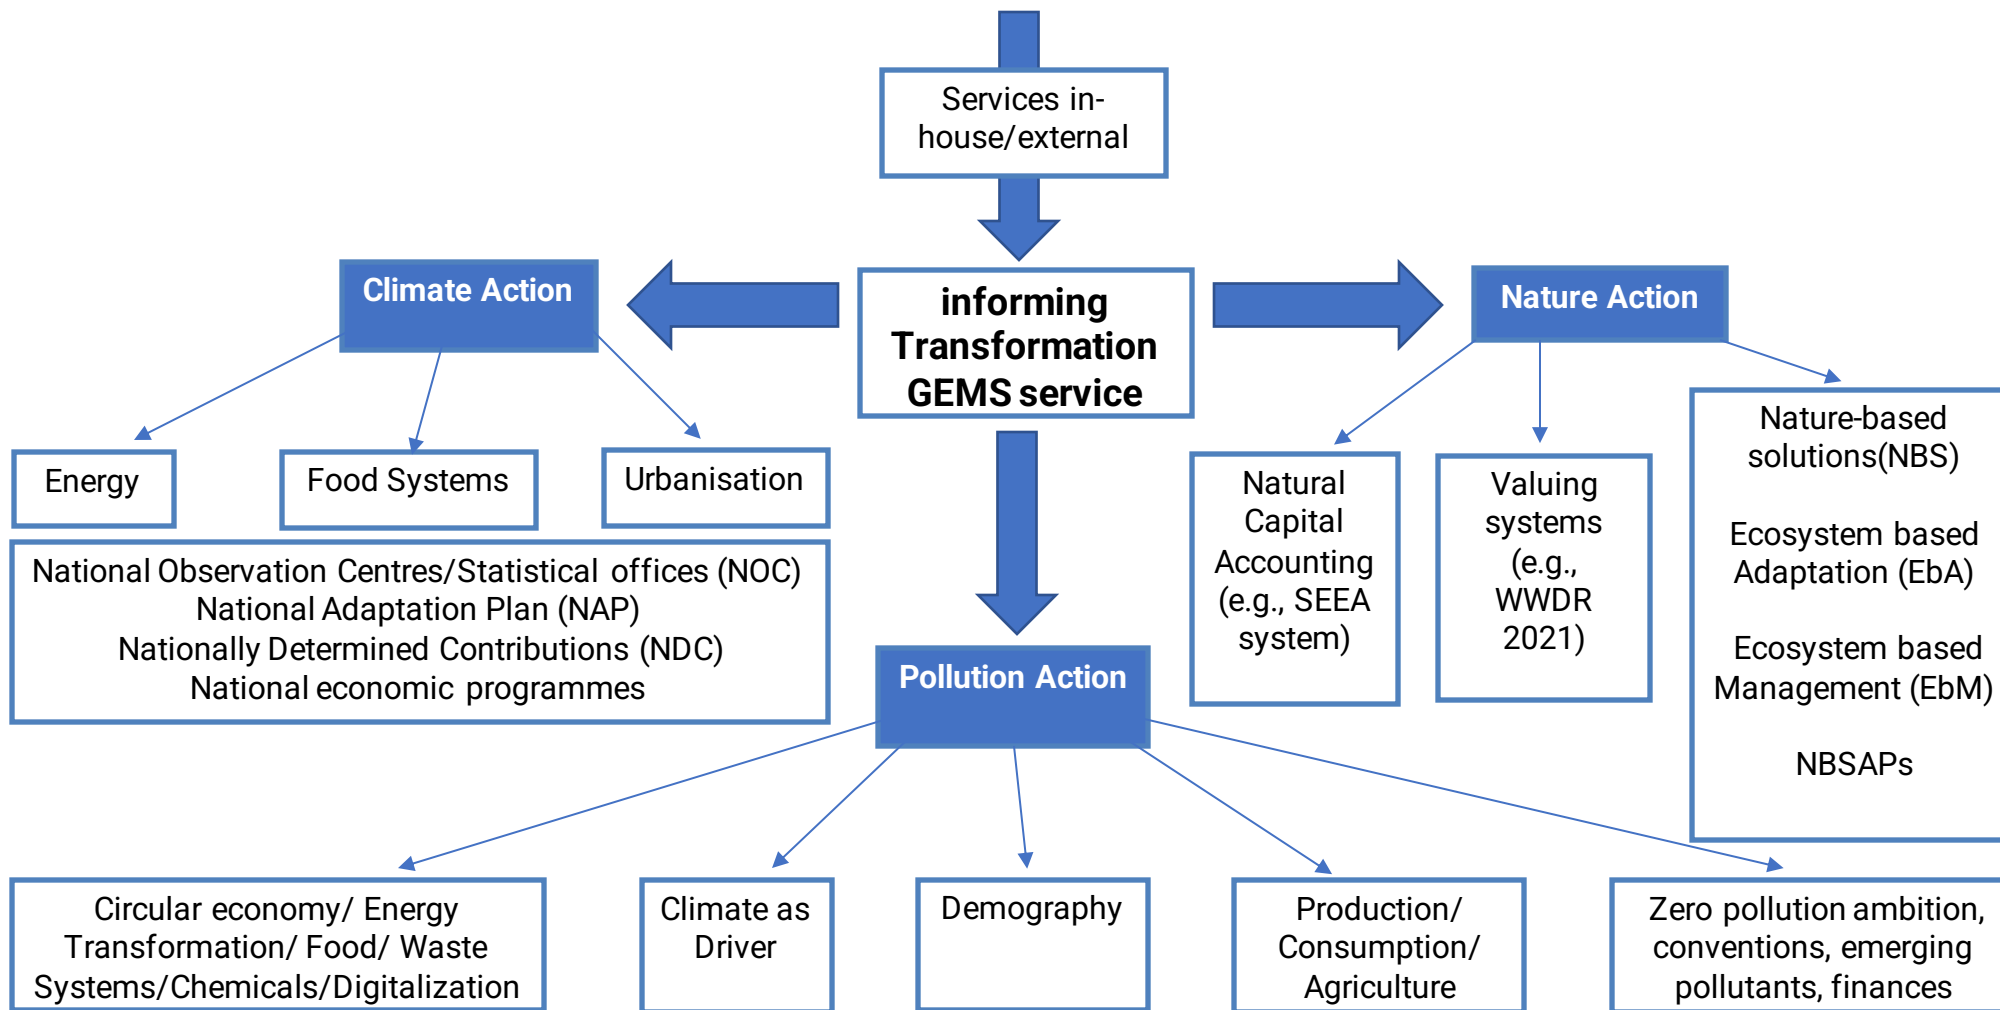 Services in-
house/external
Climate Action
informing
Transformation
GEMS service
Nature Action
Energy
Food Systems
Urbanisation
National Observation Centres/Statistical offices (NOC)
National Adaptation Plan (NAP)
Nationally Determined Contributions (NDC)
National economic programmes
Natural
Capital
Accounting
(e.g., SEEA
system)
Valuing
systems
(e.g.,
WWDR
2021)
Nature-based
solutions(NBS)
Ecosystem based
Adaptation (EbA)
Ecosystem based
Management (EbM)
NBSAPs
Pollution Action
Circular economy/ Energy
Transformation/ Food/ Waste
Systems/Chemicals/Digitalization
Climate as
Driver
Demography
Production/
Consumption/
Agriculture
Zero pollution ambition,
conventions, emerging
pollutants, finances